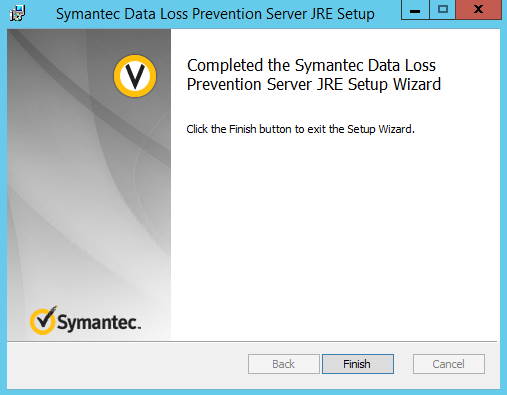 Symantec Data Loss Prevention Server JRE Setup
Completed the Symantec Data Loss
Prevention Server JRE Setup Wizard
Click the Finish button to exit the Setup Wizard.
Symantec.
Back
Finish
Cancel